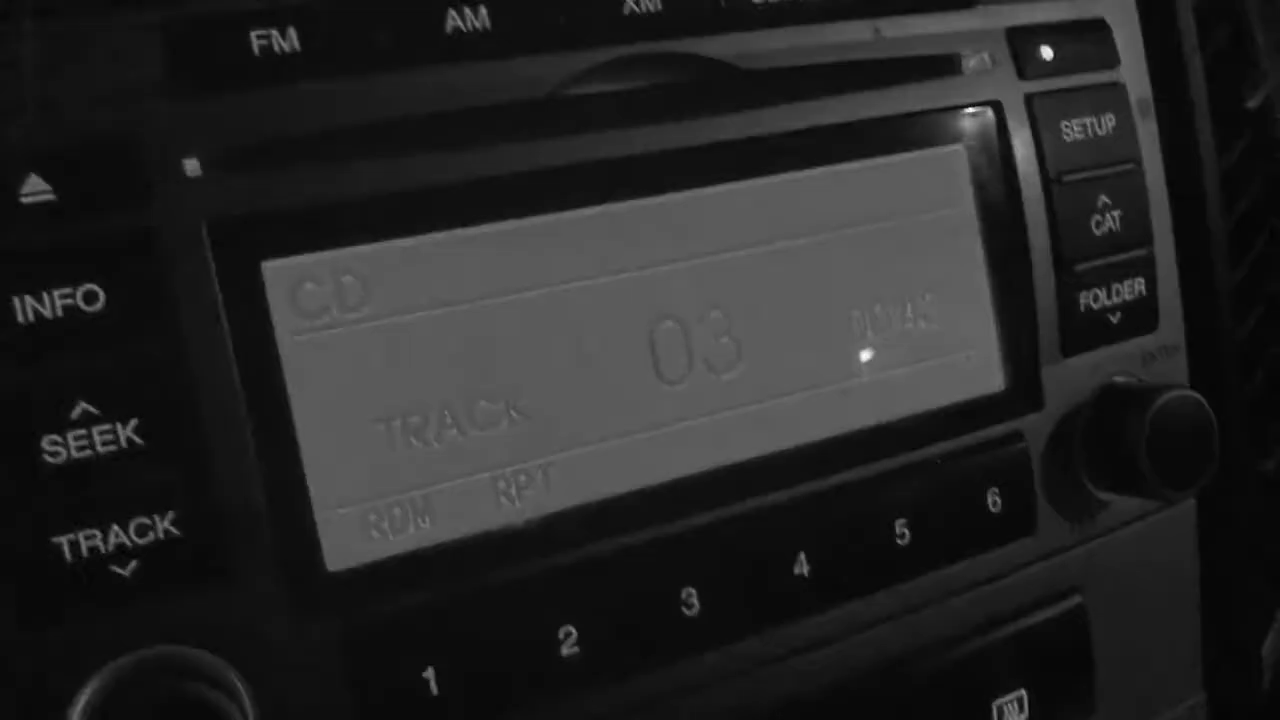 FM AM XM
SETUP
CAT
FOLDER
INFO
SEEK
TRACK
CD
TRACK 03
RDM RPT
1 2 3 4 5 6